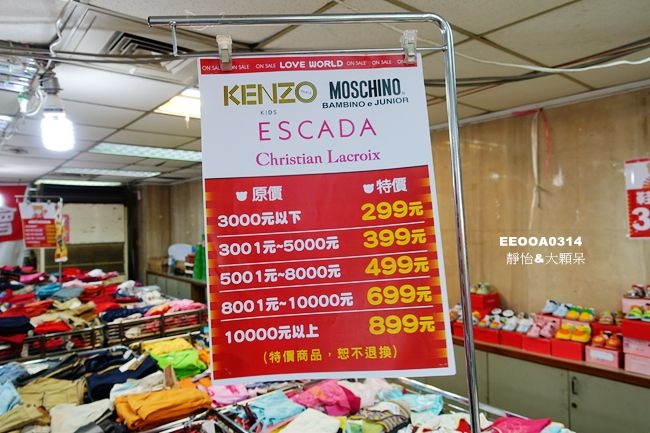 ON SALE ON SALE ON SALE LOVE WORLD ON SALE ON SALE ON SALE
KENZO
KIDS
MOSCHINO
BAMBINO e JUNIOR
ESCADA
Christian Lacroix
原價 特價
3000元以下 299元
3001元~5000元 399元
5001元~8000元 499元
8001元~10000元 699元
10000元以上 899元
(特價商品，恕不退換)
EEOOA0314
靜怡&大顆呆